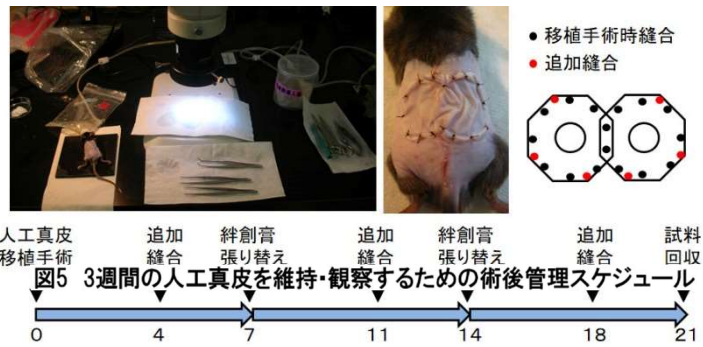 ● 移植手術時縫合
● 追加縫合
人工真皮 追加 絆創膏 追加 絆創膏 追加 試料
移植手術 縫合 張り替え 縫合 張り替え 縫合 回収
図5 3週間の人工真皮を維持・観察するための術後管理スケジュール
0 4 7 11 14 18 21